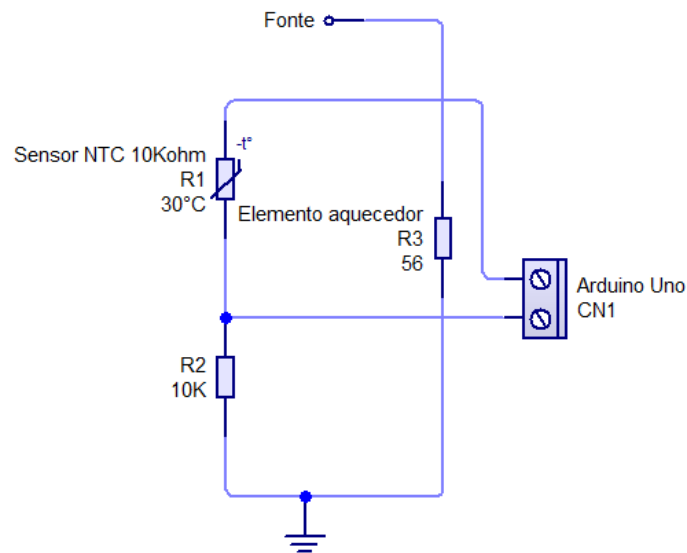 Fonte
-t°
Sensor NTC 10Kohm
R1
30°C
Elemento aquecedor
R3
56
Arduino Uno
CN1
R2
10K